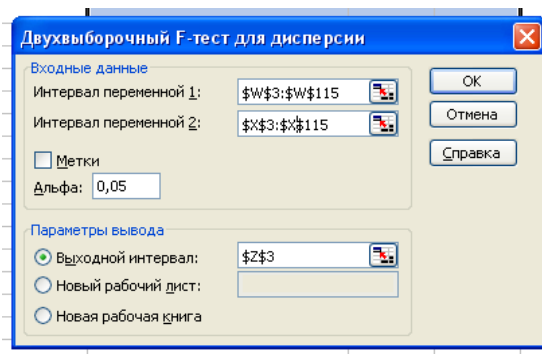 Двухвыборочный F-тест для дисперсии
Входные данные
Интервал переменной 1: $W$3:$W$115
Интервал переменной 2: $X$3:$X$115
Метки
Альфа: 0,05
ОК
Отмена
Справка
Параметры вывода
Выходной интервал: $Z$3
Новый рабочий лист:
Новая рабочая книга